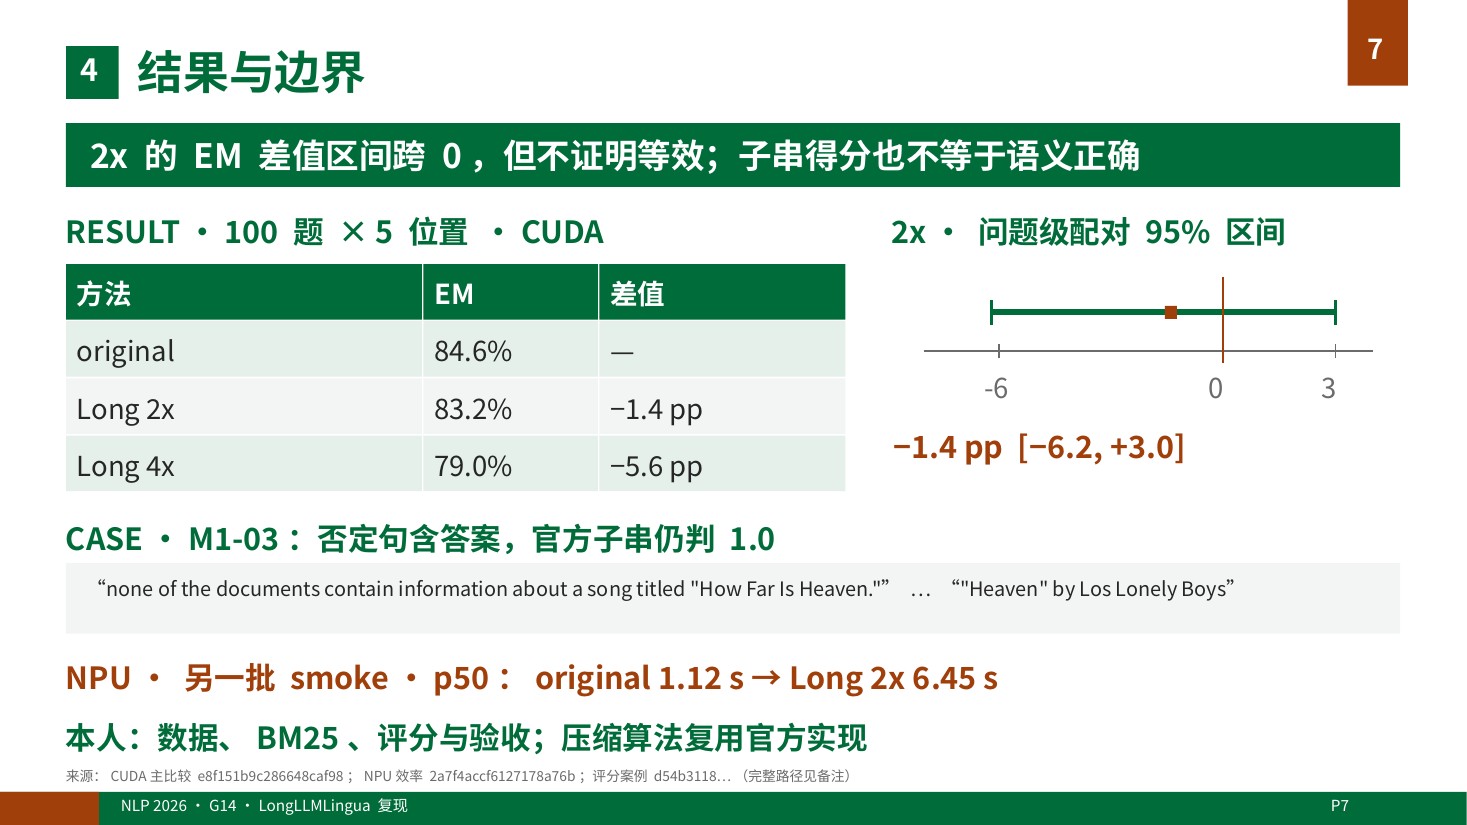 4 结果与边界
7
2x 的 EM 差值区间跨 0，但不证明等效；子串得分也不等于语义正确
RESULT · 100 题 × 5 位置 · CUDA
方法 EM 差值
original 84.6% —
Long 2x 83.2% −1.4 pp
Long 4x 79.0% −5.6 pp
2x · 问题级配对 95% 区间
-6 0 3
−1.4 pp [−6.2, +3.0]
CASE · M1-03：否定句含答案，官方子串仍判 1.0
“none of the documents contain information about a song titled "How Far Is Heaven."” … “"Heaven" by Los Lonely Boys”
NPU · 另一批 smoke · p50： original 1.12 s → Long 2x 6.45 s
本人：数据、BM25、评分与验收；压缩算法复用官方实现
来源： CUDA 主比较 e8f151b9c286648caf98； NPU 效率 2a7f4accf6127178a76b；评分案例 d54b3118…（完整路径见备注）
NLP 2026 · G14 · LongLLMLingua 复现
P7